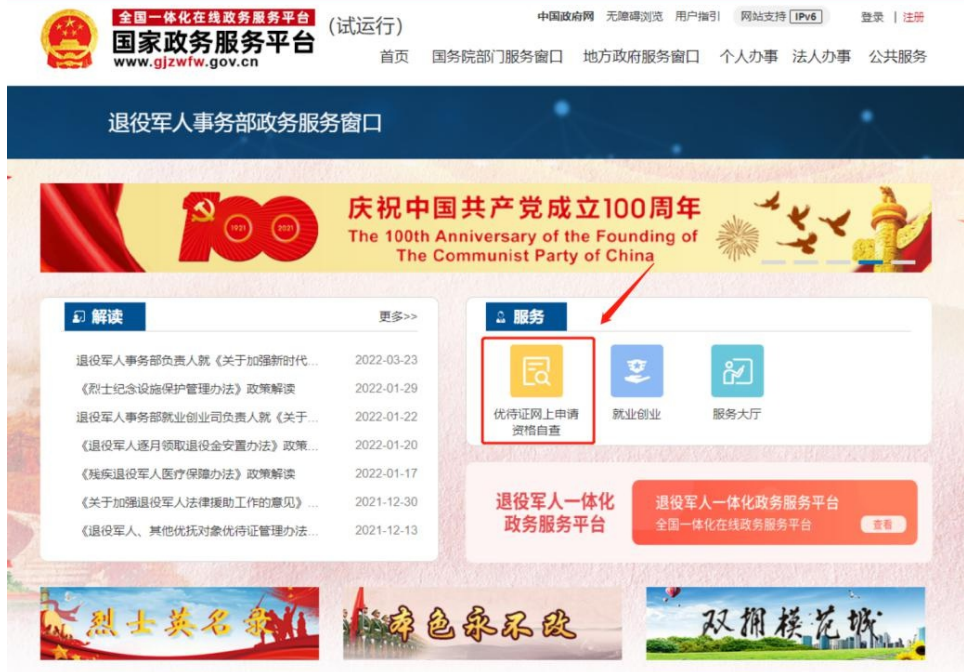 全国一体化在线政务服务平台
国家政务服务平台
www.gjzwfw.gov.cn
(试运行)
中国政府网 无障碍浏览 用户指引 网站支持 IPv6 登录 | 注册
首页 国务院部门服务窗口 地方政府服务窗口 个人办事 法人办事 公共服务
退役军人事务部政务服务窗口
100
1921 2021
庆祝中国共产党成立100周年
The 100th Anniversary of the Founding of
The Communist Party of China
解读 更多>>
退役军人事务部负责人就《关于加强新时代... 2022-03-23
《烈士纪念设施保护管理办法》政策解读 2022-01-29
退役军人事务部就业创业司负责人就《关于... 2022-01-22
《退役军人逐月领取退役金安置办法》政策... 2022-01-20
《残疾退役军人医疗保障办法》政策解读 2022-01-17
《关于加强退役军人法律援助工作的意见》... 2021-12-30
《退役军人、其他优抚对象优待证管理办法... 2021-12-13
服务
优待证网上申请
资格自查
就业创业
服务大厅
退役军人一体化
政务服务平台
退役军人一体化政务服务平台
全国一体化在线政务服务平台
查看
烈士英名录
本色永不改
双拥模范城